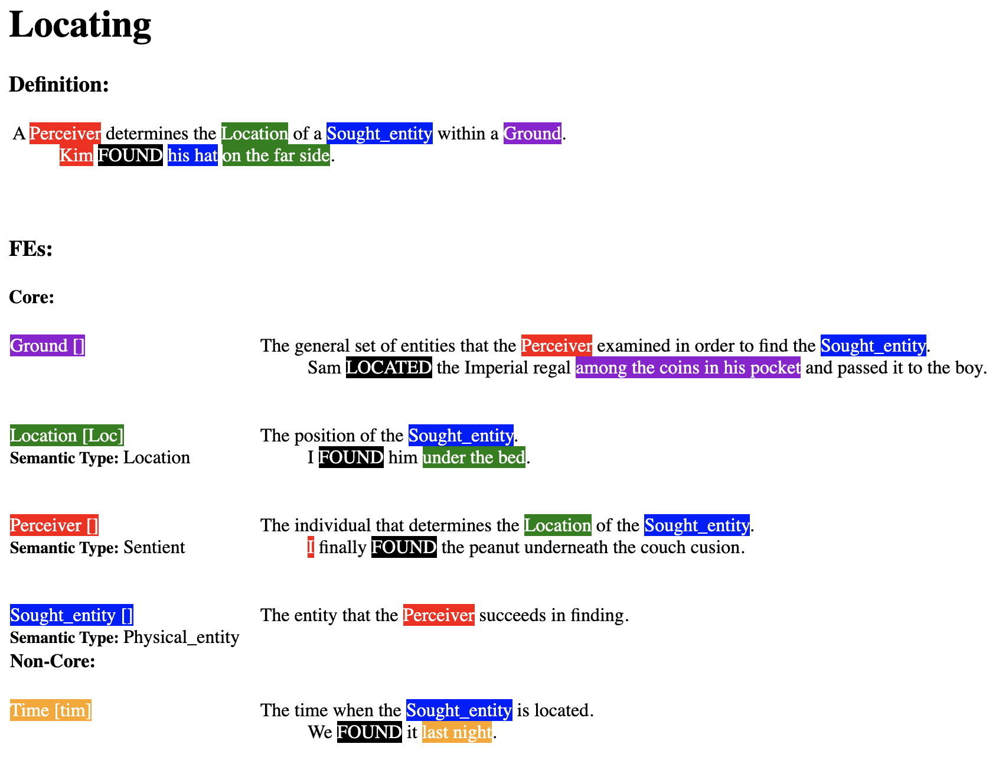 Locating
Definition:
A Perceiver determines the Location of a Sought_entity within a Ground.
Kim FOUND his hat on the far side.
FEs:
Core:
Ground [] The general set of entities that the Perceiver examined in order to find the Sought_entity.
Sam LOCATED the Imperial regal among the coins in his pocket and passed it to the boy.
Location [Loc] The position of the Sought_entity.
Semantic Type: Location I FOUND him under the bed.
Perceiver [] The individual that determines the Location of the Sought_entity.
Semantic Type: Sentient I finally FOUND the peanut underneath the couch cusion.
Sought_entity [] The entity that the Perceiver succeeds in finding.
Semantic Type: Physical_entity
Non-Core:
Time [tim] The time when the Sought_entity is located.
We FOUND it last night.